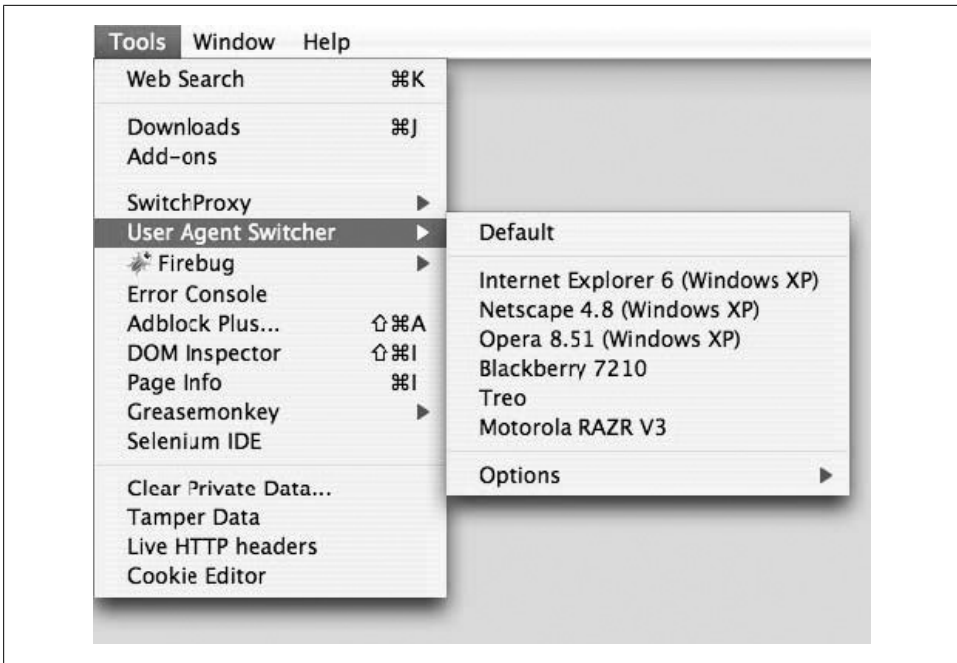 Tools Window Help
Web Search ⌘K
Downloads ⌘J
Add-ons
SwitchProxy ▶
User Agent Switcher ▶
Firebug ▶
Error Console
Adblock Plus... ⇧⌘A
DOM Inspector ⇧⌘I
Page Info ⌘I
Greasemonkey ▶
Selenium IDE
Clear Private Data...
Tamper Data
Live HTTP headers
Cookie Editor
Default
Internet Explorer 6 (Windows XP)
Netscape 4.8 (Windows XP)
Opera 8.51 (Windows XP)
Blackberry 7210
Treo
Motorola RAZR V3
Options ▶